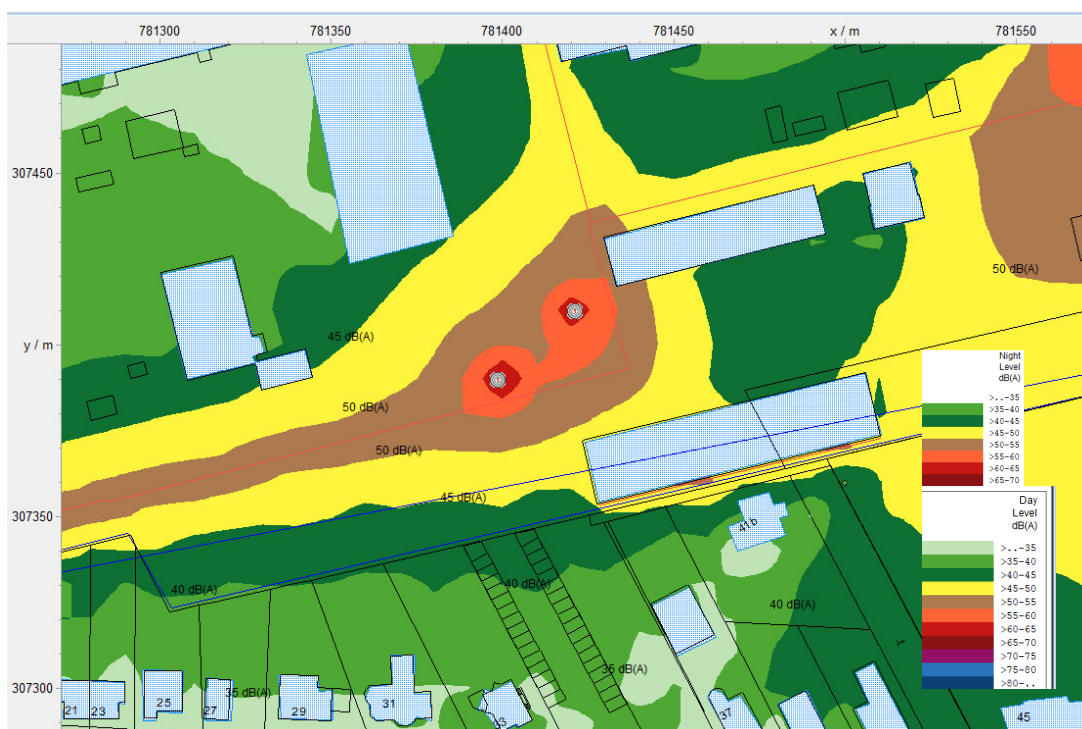 781300 781350 781400 781450 x / m 781550
307450
50 dB(A)
45 dB(A)
y / m
50 dB(A)
50 dB(A)
45 dB(A)
307350
41b
40 dB(A)
40 dB(A)
40 dB(A)
35 dB(A)
307300
35 dB(A)
21
23
25
27
29
31
33
37
45
Night
Level
dB(A)
>..-35
>35-40
>40-45
>45-50
>50-55
>55-60
>60-65
>65-70
Day
Level
dB(A)
>..-35
>35-40
>40-45
>45-50
>50-55
>55-60
>60-65
>65-70
>70-75
>75-80
>80-..